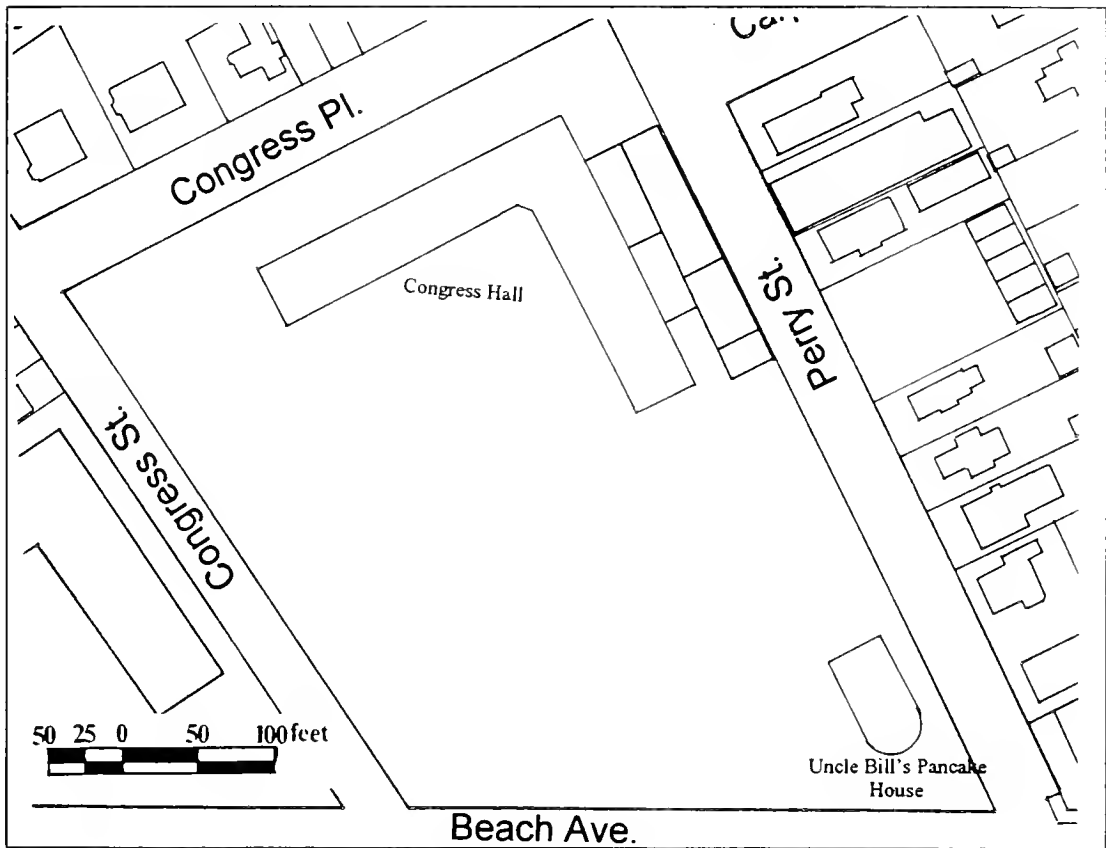 Congress Pl.
Congress Hall
Perry St.
Congress St.
50 25 0 50 100 feet
Uncle Bill's Pancake
House
Beach Ave.